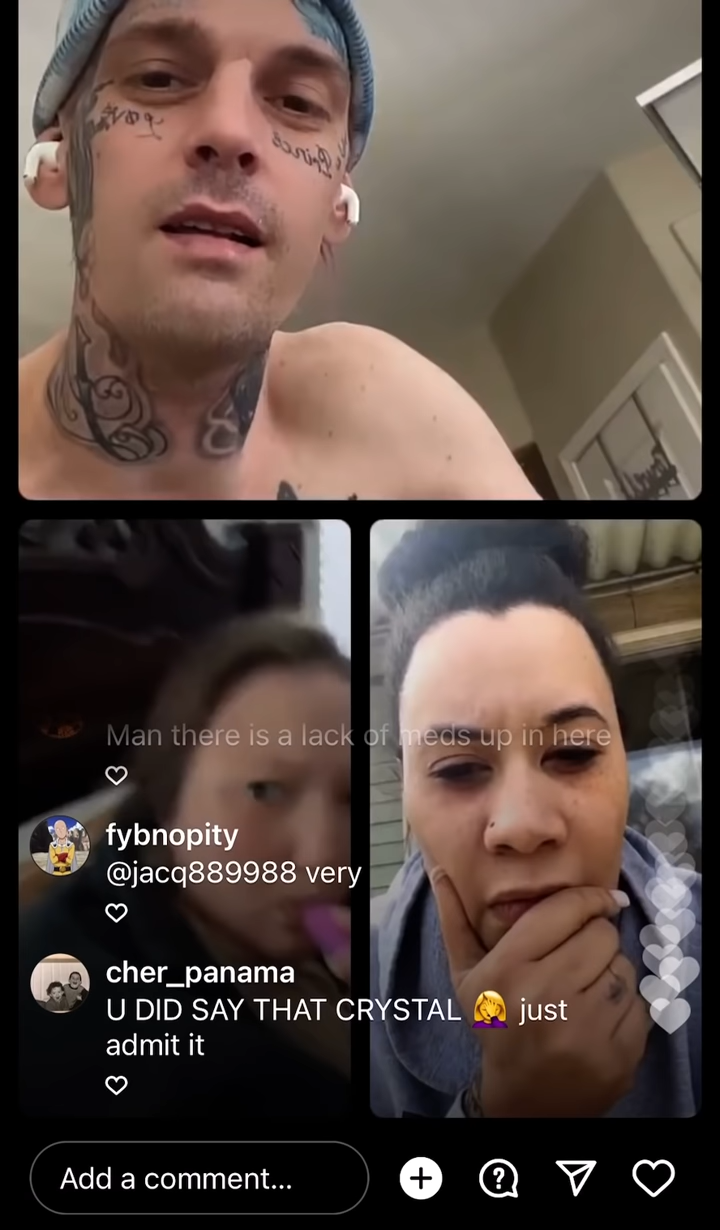 Man there is a lack of meds up in here
fybnopity
@jacq889988 very
cher_panama
U DID SAY THAT CRYSTAL 🤦‍♀️ just
admit it
Add a comment...